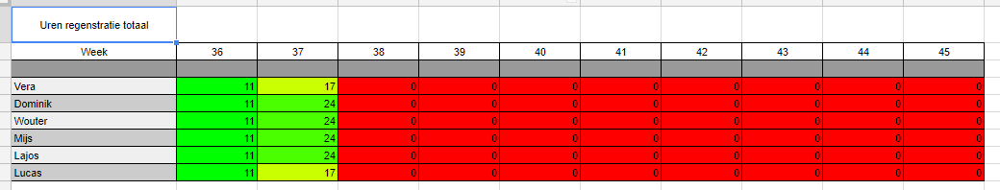 Uren regenstratie totaal
Week 36 37 38 39 40 41 42 43 44 45
Vera 11 17 0 0 0 0 0 0 0 0
Dominik 11 24 0 0 0 0 0 0 0 0
Wouter 11 24 0 0 0 0 0 0 0 0
Mijs 11 24 0 0 0 0 0 0 0 0
Lajos 11 24 0 0 0 0 0 0 0 0
Lucas 11 17 0 0 0 0 0 0 0 0